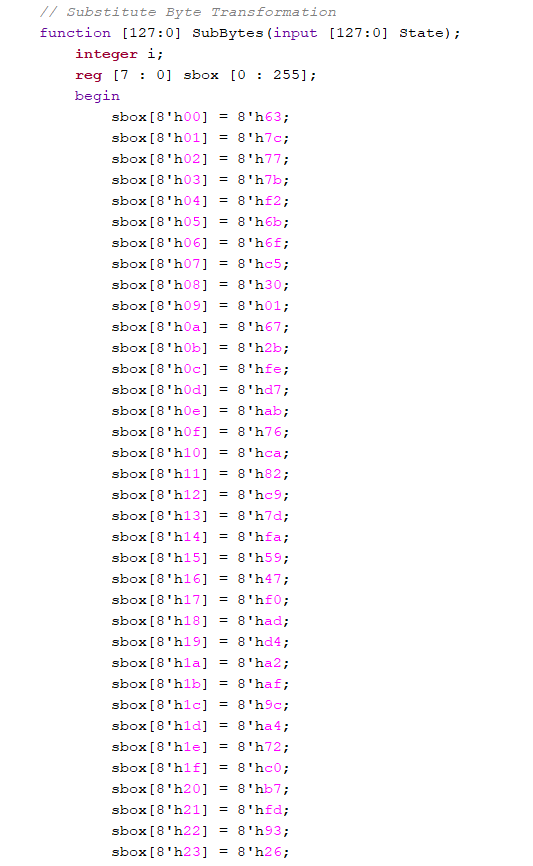 // Substitute Byte Transformation
function [127:0] SubBytes(input [127:0] State);
integer i;
reg [7 : 0] sbox [0 : 255];
begin
sbox[8'h00] = 8'h63;
sbox[8'h01] = 8'h7c;
sbox[8'h02] = 8'h77;
sbox[8'h03] = 8'h7b;
sbox[8'h04] = 8'hf2;
sbox[8'h05] = 8'h6b;
sbox[8'h06] = 8'h6f;
sbox[8'h07] = 8'hc5;
sbox[8'h08] = 8'h30;
sbox[8'h09] = 8'h01;
sbox[8'h0a] = 8'h67;
sbox[8'h0b] = 8'h2b;
sbox[8'h0c] = 8'hfe;
sbox[8'h0d] = 8'hd7;
sbox[8'h0e] = 8'hab;
sbox[8'h0f] = 8'h76;
sbox[8'h10] = 8'hca;
sbox[8'h11] = 8'h82;
sbox[8'h12] = 8'hc9;
sbox[8'h13] = 8'h7d;
sbox[8'h14] = 8'hfa;
sbox[8'h15] = 8'h59;
sbox[8'h16] = 8'h47;
sbox[8'h17] = 8'hf0;
sbox[8'h18] = 8'had;
sbox[8'h19] = 8'hd4;
sbox[8'h1a] = 8'ha2;
sbox[8'h1b] = 8'haf;
sbox[8'h1c] = 8'h9c;
sbox[8'h1d] = 8'ha4;
sbox[8'h1e] = 8'h72;
sbox[8'h1f] = 8'hc0;
sbox[8'h20] = 8'hb7;
sbox[8'h21] = 8'hfd;
sbox[8'h22] = 8'h93;
sbox[8'h23] = 8'h26;